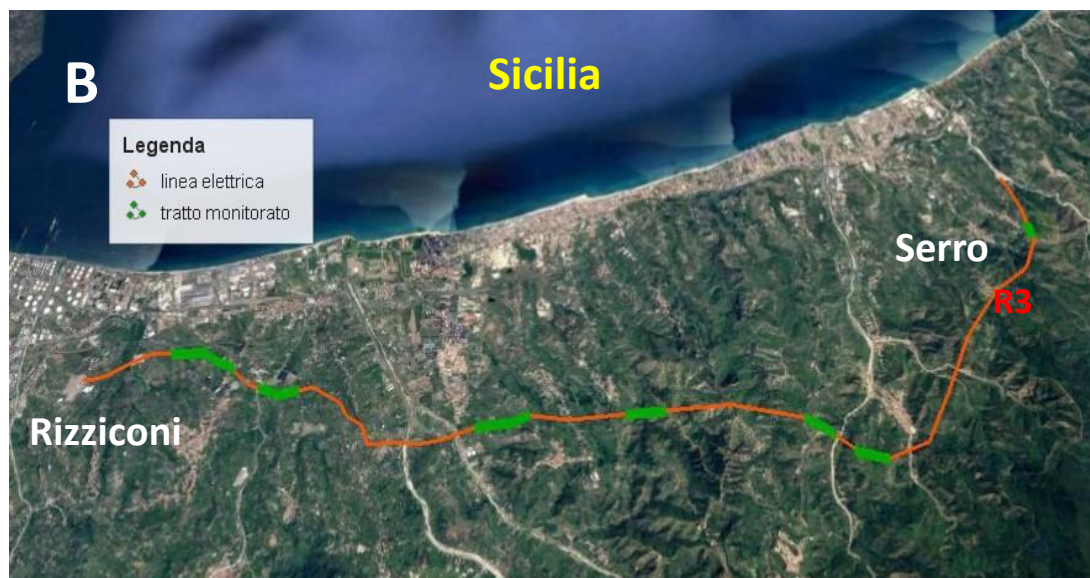 B
Sicilia
Legenda
linea elettrica
tratto monitorato
Serro
R3
Rizziconi